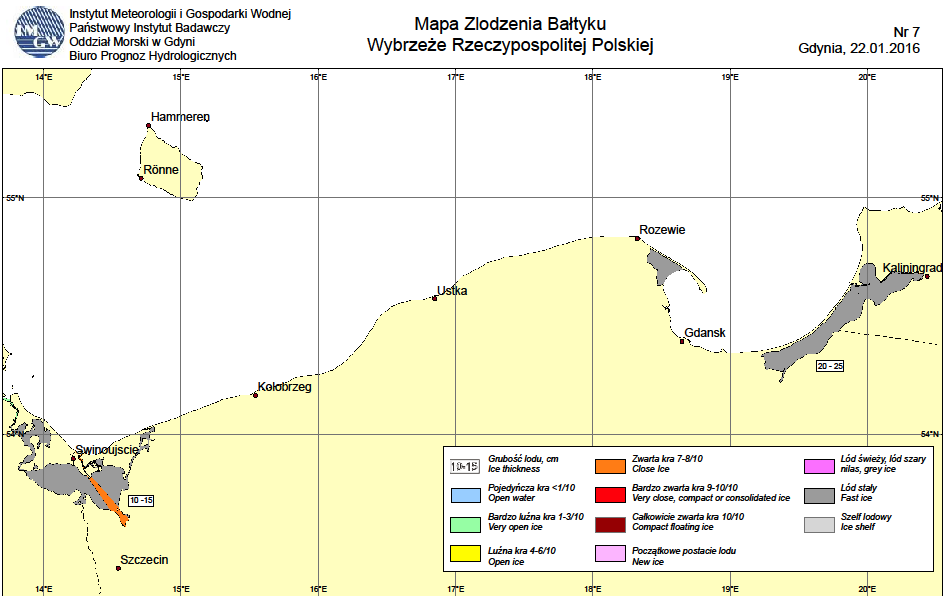 IMGW
Instytut Meteorologii i Gospodarki Wodnej
Państwowy Instytut Badawczy
Oddział Morski w Gdyni
Biuro Prognoz Hydrologicznych
Mapa Zlodzenia Bałtyku
Wybrzeże Rzeczypospolitej Polskiej
Nr 7
Gdynia, 22.01.2016
14°E
15°E
16°E
17°E
18°E
19°E
20°E
Hammeren
Rönne
55°N
55°N
Rozewie
Kaliningrad
Ustka
Gdansk
20 - 25
Kołobrzeg
54°N
54°N
Swinoujscie
10 -15
Szczecin
10-15
Grubość lodu, cm
Ice thickness
Pojedyńcza kra <1/10
Open water
Bardzo luźna kra 1-3/10
Very open ice
Luźna kra 4-6/10
Open ice
Zwarta kra 7-8/10
Close Ice
Bardzo zwarta kra 9-10/10
Very close, compact or consolidated ice
Całkowicie zwarta kra 10/10
Compact floating ice
Początkowe postacie lodu
New ice
Lód świeży, lód szary
nilas, grey ice
Lód stały
Fast ice
Szelf lodowy
Ice shelf
14°E
15°E
16°E
17°E
18°E
19°E
20°E